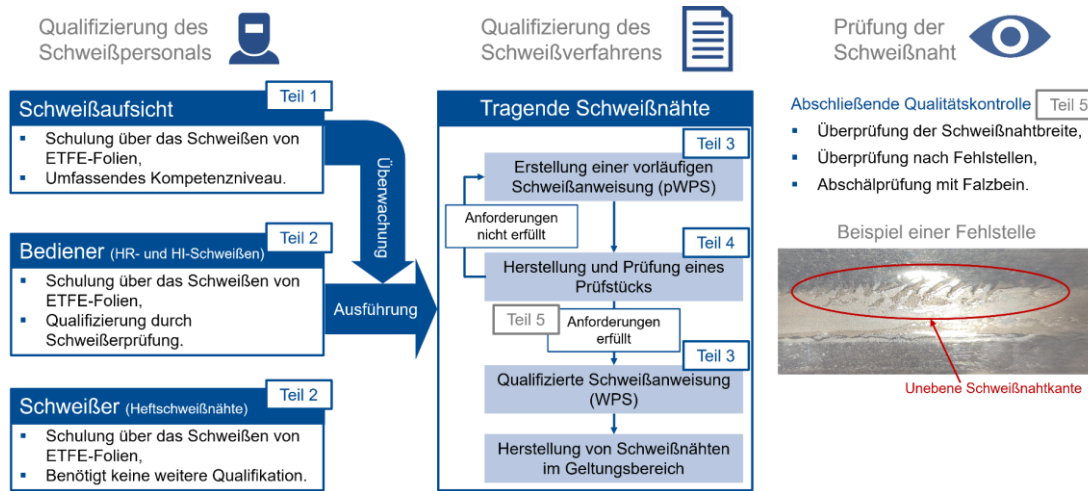 Qualifizierung des
Schweißpersonals
Teil 1
Schweißaufsicht
▪ Schulung über das Schweißen von
ETFE-Folien,
▪ Umfassendes Kompetenzniveau.
Teil 2
Bediener (HR- und HI-Schweißen)
▪ Schulung über das Schweißen von
ETFE-Folien,
▪ Qualifizierung durch
Schweißerprüfung.
Teil 2
Schweißer (Heftschweißnähte)
▪ Schulung über das Schweißen von
ETFE-Folien,
▪ Benötigt keine weitere Qualifikation.
Überwachung
Ausführung
Qualifizierung des
Schweißverfahrens
Tragende Schweißnähte
Teil 3
Erstellung einer vorläufigen
Schweißanweisung (pWPS)
Anforderungen
nicht erfüllt
Teil 4
Herstellung und Prüfung eines
Prüfstücks
Teil 5
Anforderungen
erfüllt
Teil 3
Qualifizierte Schweißanweisung
(WPS)
Herstellung von Schweißnähten
im Geltungsbereich
Prüfung der
Schweißnaht
Abschließende Qualitätskontrolle
Teil 5
▪ Überprüfung der Schweißnahtbreite,
▪ Überprüfung nach Fehlstellen,
▪ Abschälprüfung mit Falzbein.
Beispiel einer Fehlstelle
Unebene Schweißnahtkante